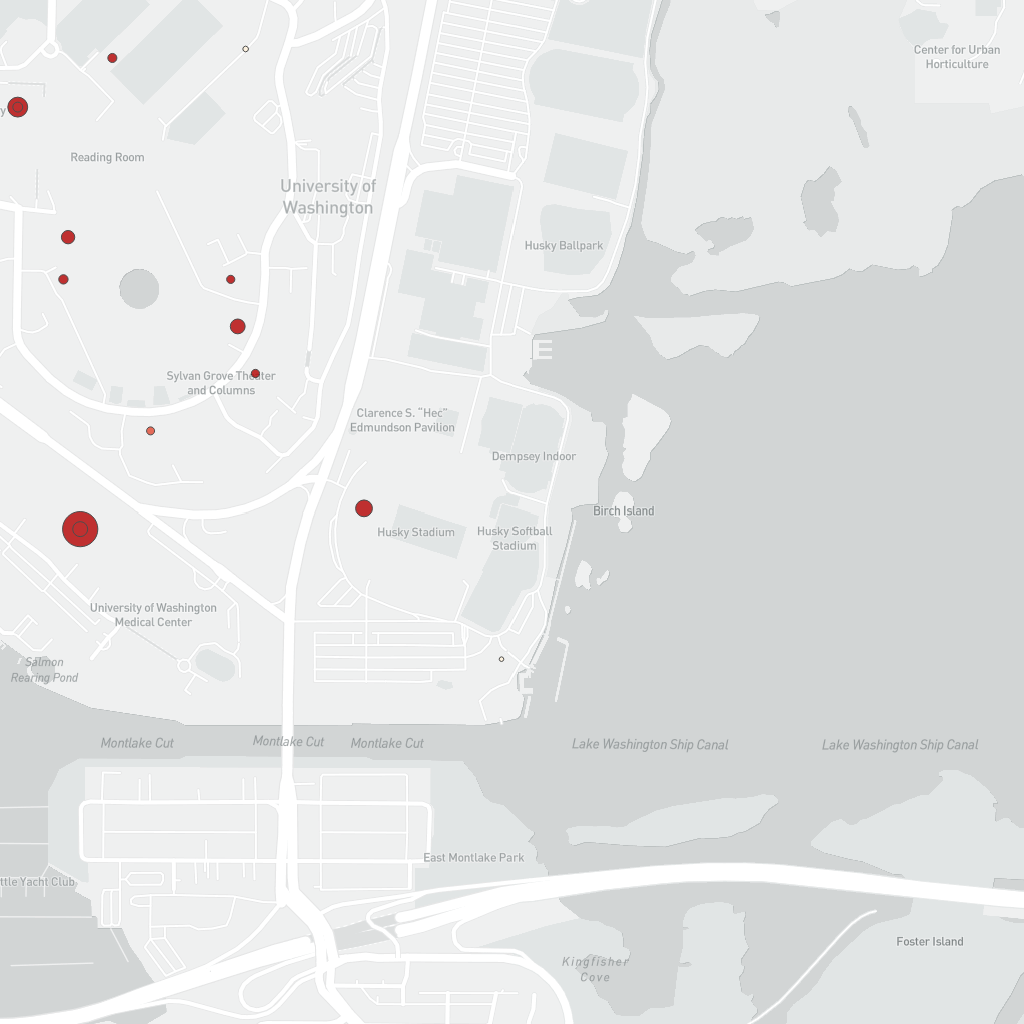 Center for Urban
Horticulture
y
Reading Room
University of
Washington
Husky Ballpark
Sylvan Grove Theater
and Columns
Clarence S. "Hec"
Edmundson Pavilion
Dempsey Indoor
Birch Island
Husky Stadium
Husky Softball
Stadium
University of Washington
Medical Center
Salmon
Rearing Pond
Montlake Cut
Montlake Cut
Montlake Cut
Lake Washington Ship Canal
Lake Washington Ship Canal
East Montlake Park
ttle Yacht Club
Foster Island
Kingfisher
Cove